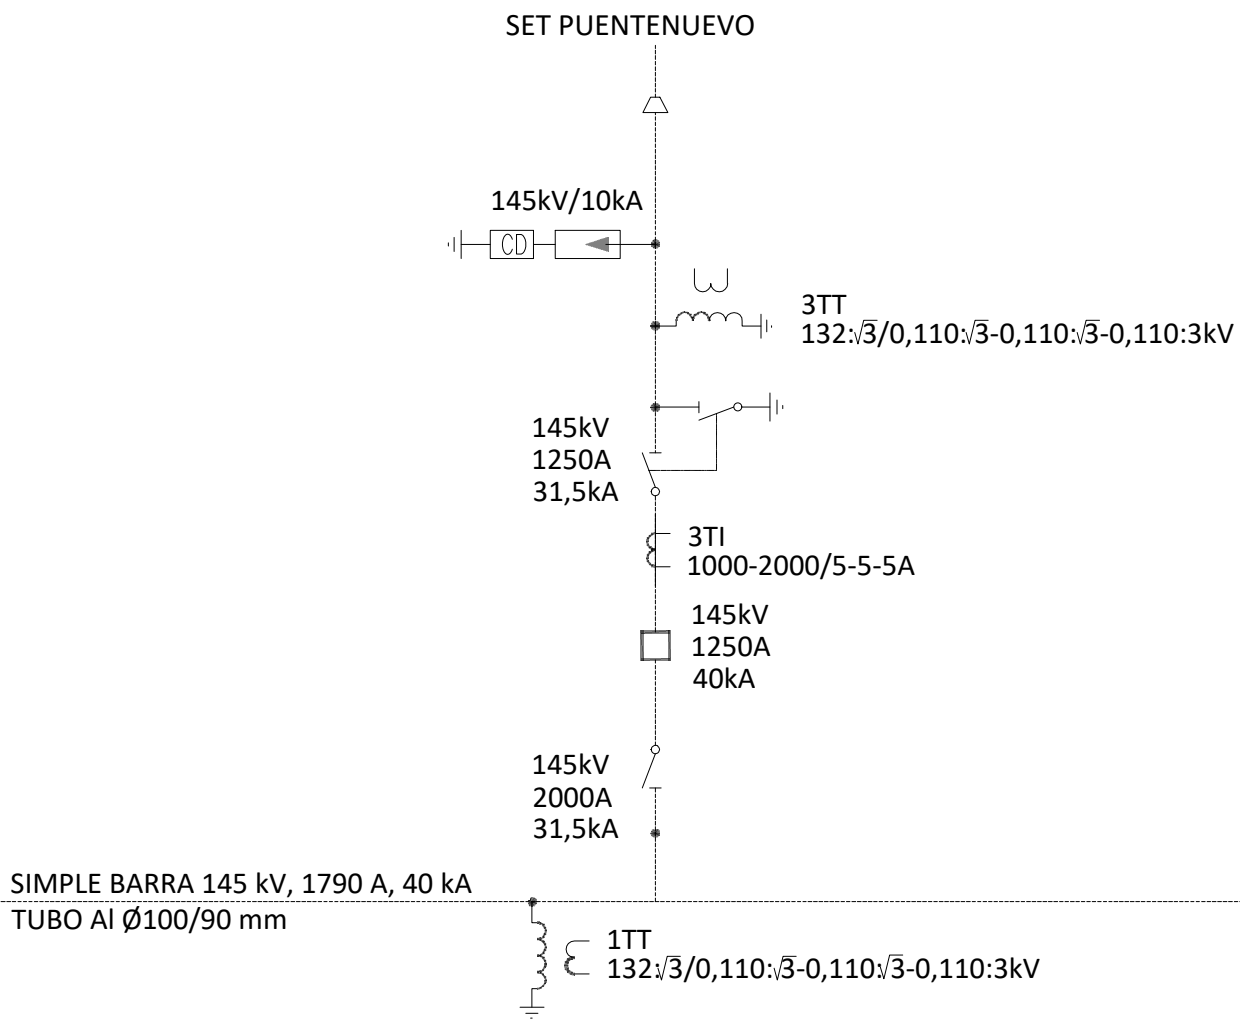 SET PUENTENUEVO
145kV/10kA
CD
3TT
132:√3/0,110:√3-0,110:√3-0,110:3kV
145kV
1250A
31,5kA
3TI
1000-2000/5-5-5A
145kV
1250A
40kA
145kV
2000A
31,5kA
SIMPLE BARRA 145 kV, 1790 A, 40 kA
TUBO Al Ø100/90 mm
1TT
132:√3/0,110:√3-0,110:√3-0,110:3kV